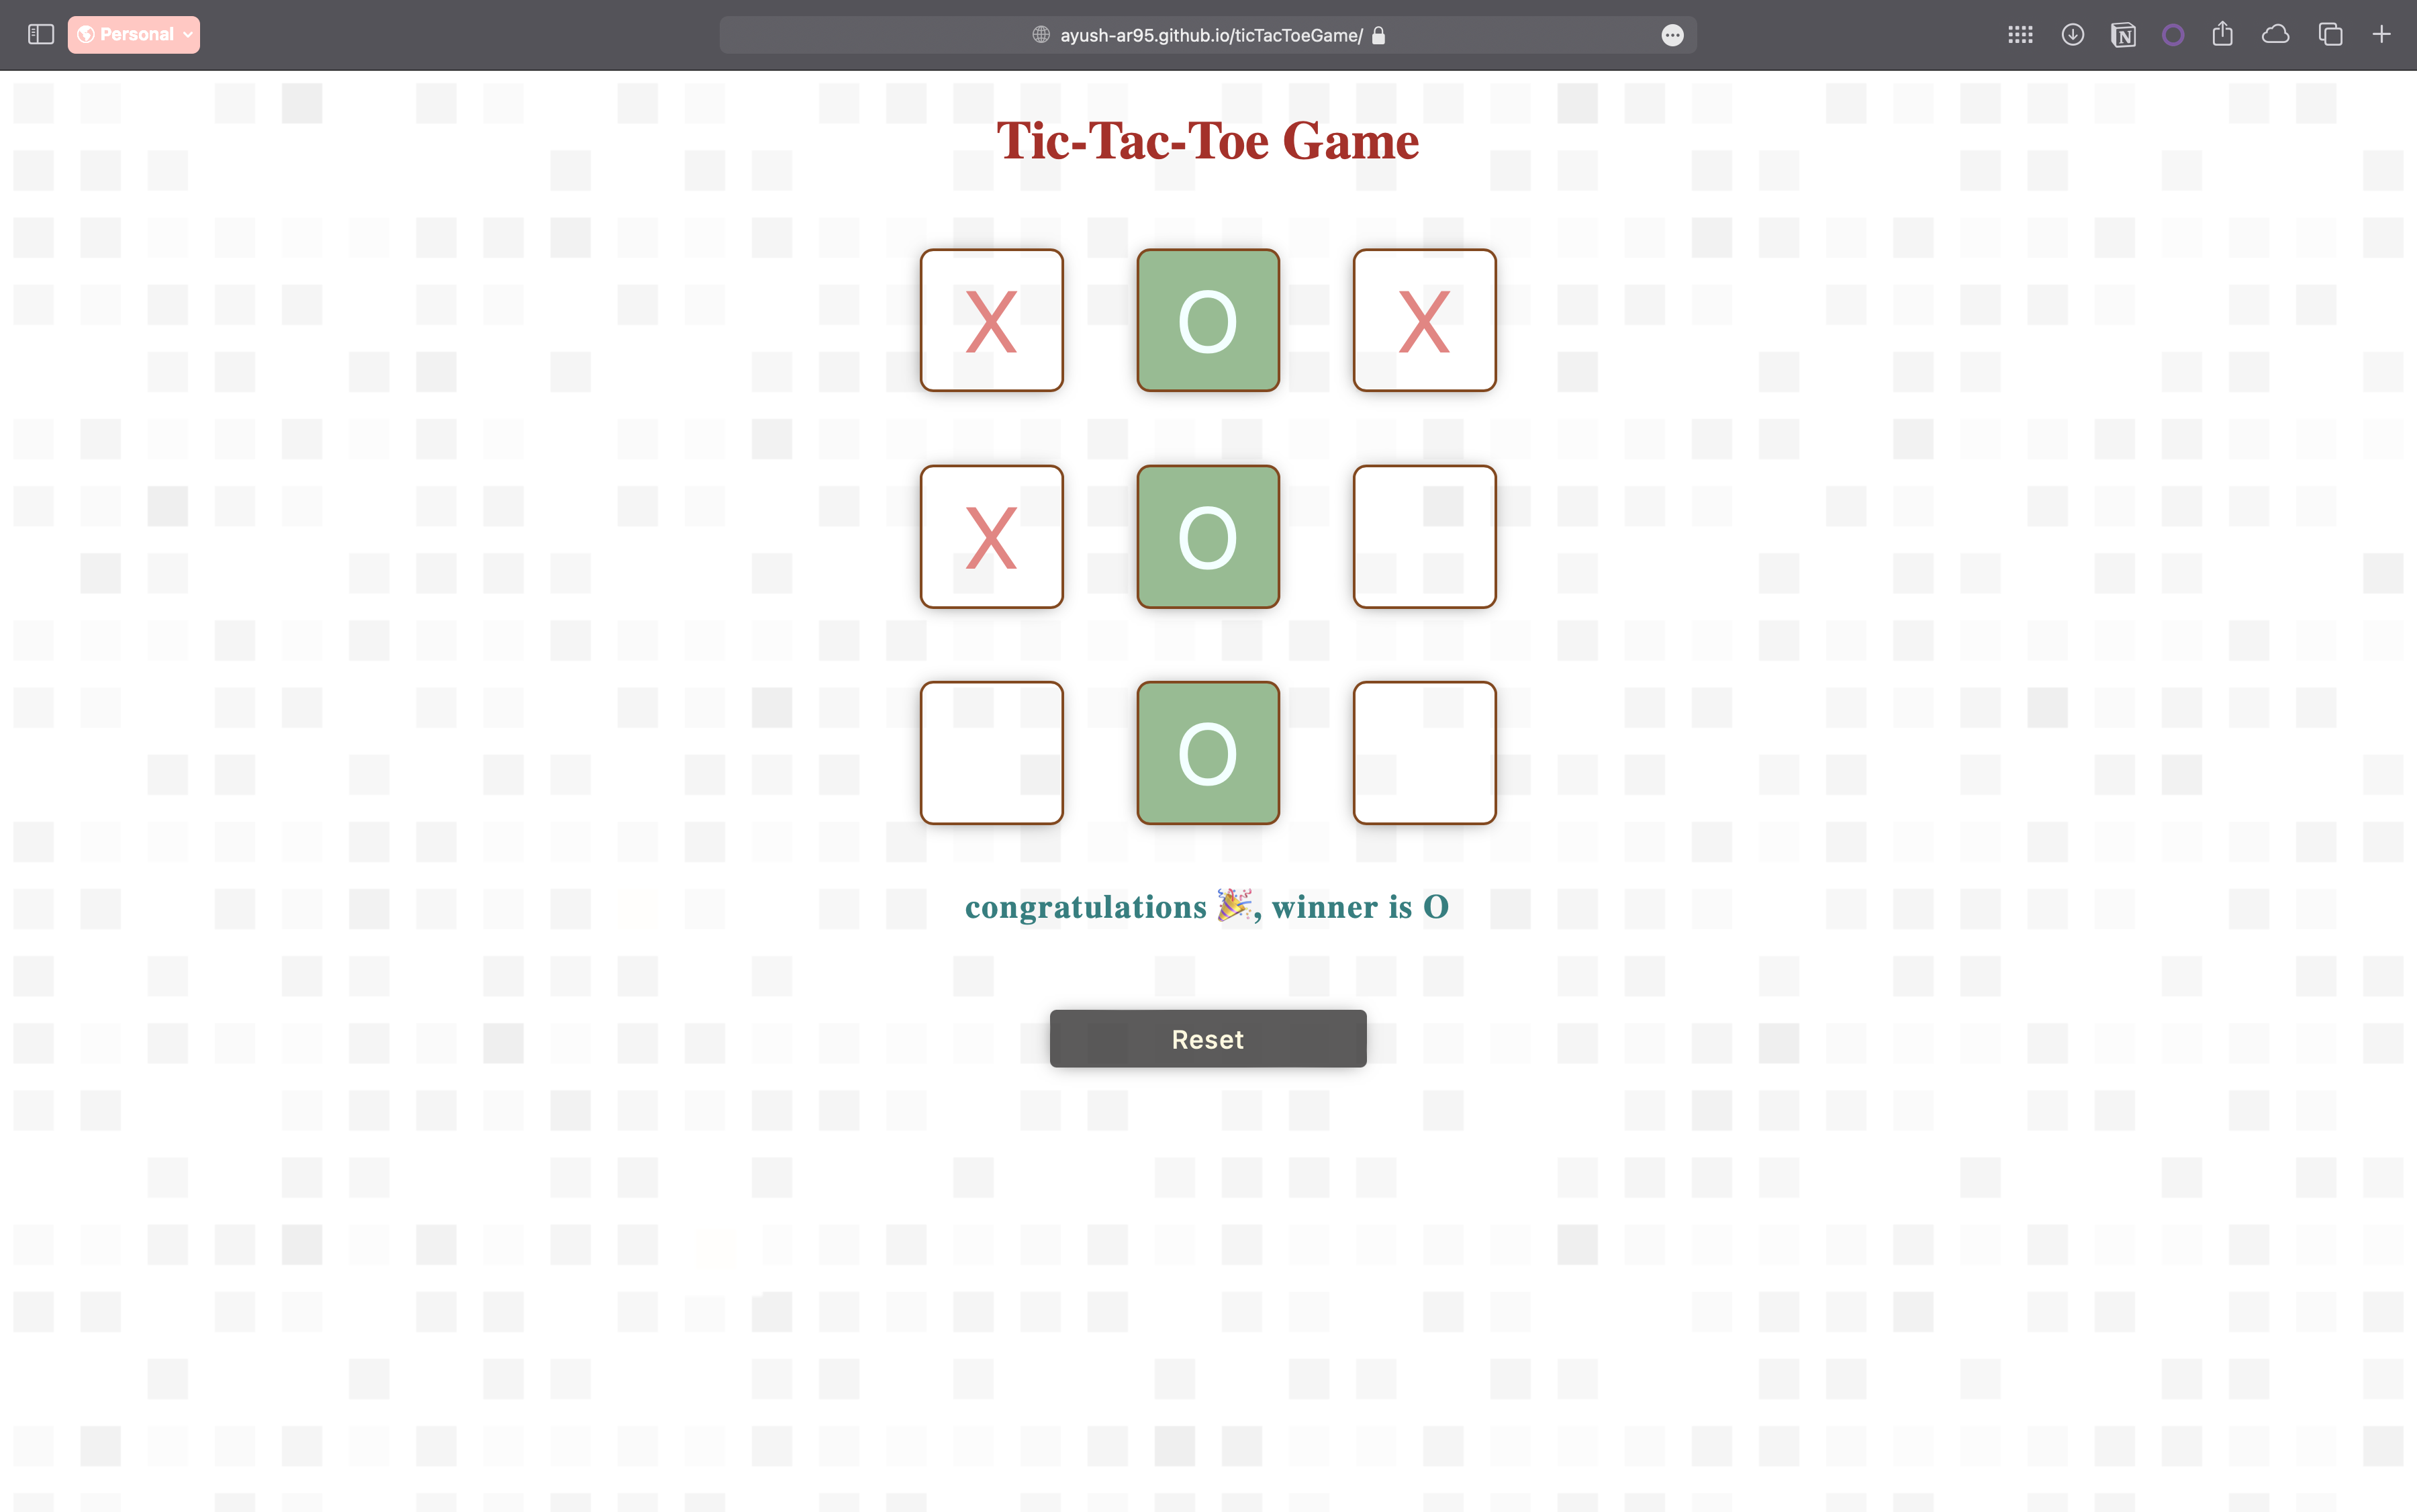 Personal
ayush-ar95.github.io/ticTacToeGame/
Tic-Tac-Toe Game
X O X
X O
O
congratulations 🎉, winner is O
Reset